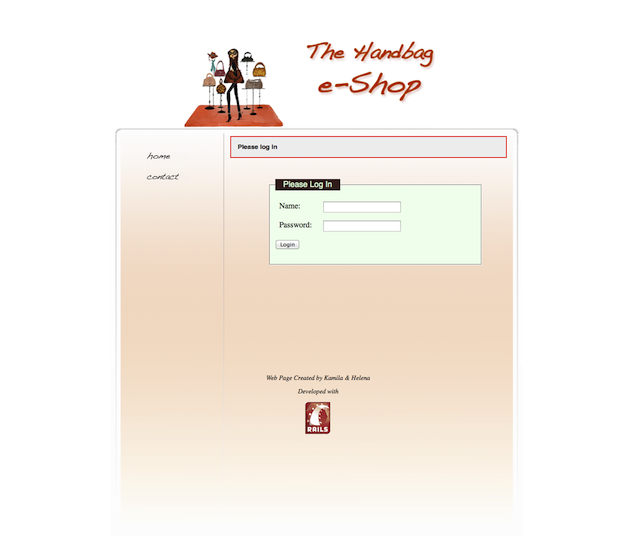 The Handbag
e-Shop
home
contact
Please log in
Please Log In
Name:
Password:
Login
Web Page Created by Kamila & Helena
Developed with
RAILS